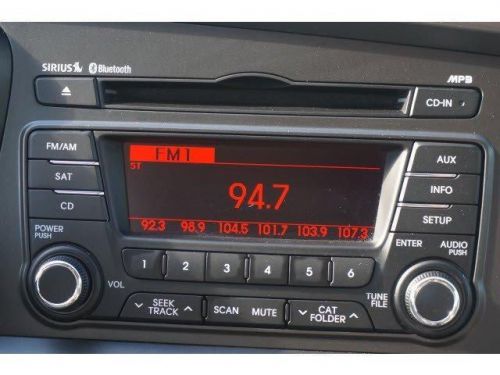 SIRIUS Bluetooth
MP3
CD-IN
FM/AM
SAT
CD
FM1
ST
94.7
92.3 98.9 104.5 101.7 103.9 107.3
AUX
INFO
SETUP
POWER
PUSH
ENTER
AUDIO
PUSH
1 2 3 4 5 6
VOL
SEEK
TRACK
SCAN
MUTE
CAT
FOLDER
TUNE
FILE